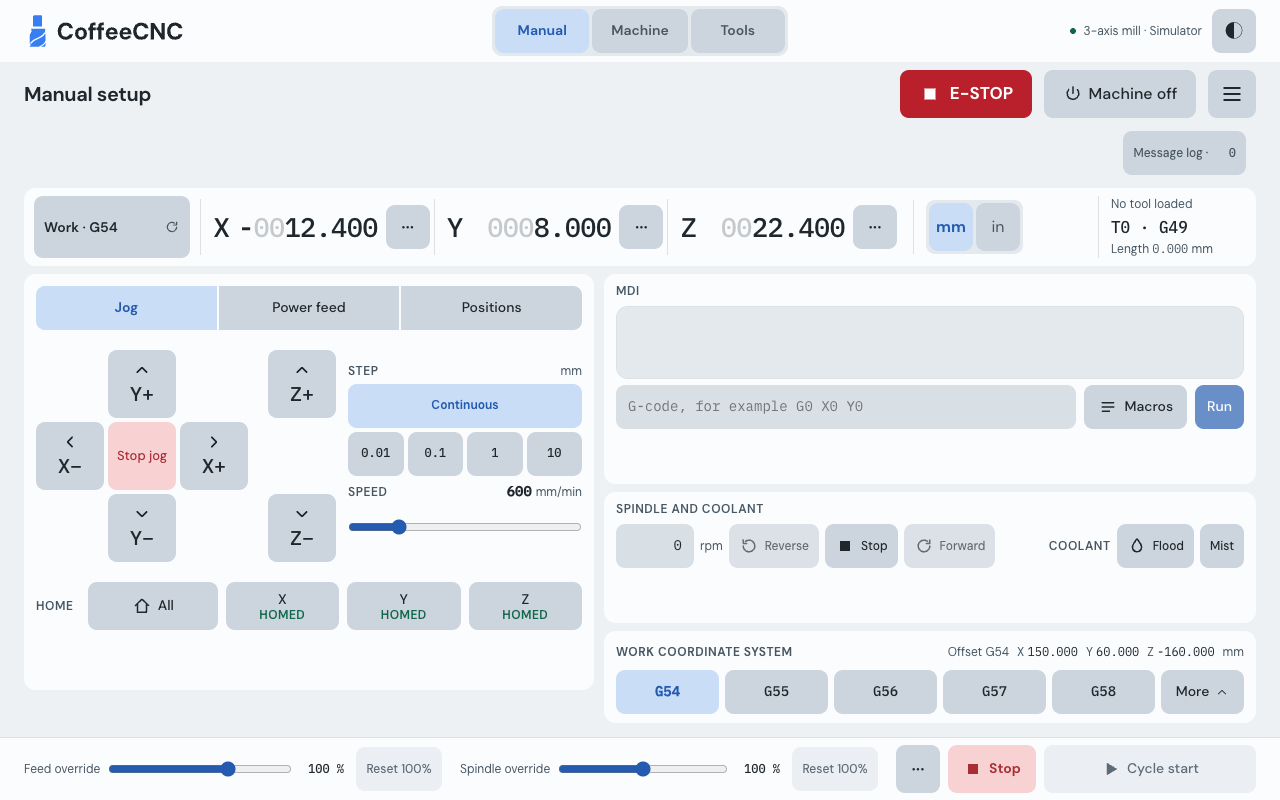 CoffeeCNC
Manual
Machine
Tools
3-axis mill · Simulator
Manual setup
E-STOP
Machine off
Message log · 0
Work · G54
X -0012.400
Y 0008.000
Z 0022.400
mm
in
No tool loaded
T0 · G49
Length 0.000 mm
Jog
Power feed
Positions
Y+
Z+
X−
Stop jog
X+
Y−
Z−
STEP mm
Continuous
0.01
0.1
1
10
SPEED 600 mm/min
HOME
All
X
HOMED
Y
HOMED
Z
HOMED
MDI
G-code, for example G0 X0 Y0
Macros
Run
SPINDLE AND COOLANT
0 rpm
Reverse
Stop
Forward
COOLANT
Flood
Mist
WORK COORDINATE SYSTEM
Offset G54 X 150.000 Y 60.000 Z -160.000 mm
G54
G55
G56
G57
G58
More
Feed override
100 %
Reset 100%
Spindle override
100 %
Reset 100%
Stop
Cycle start